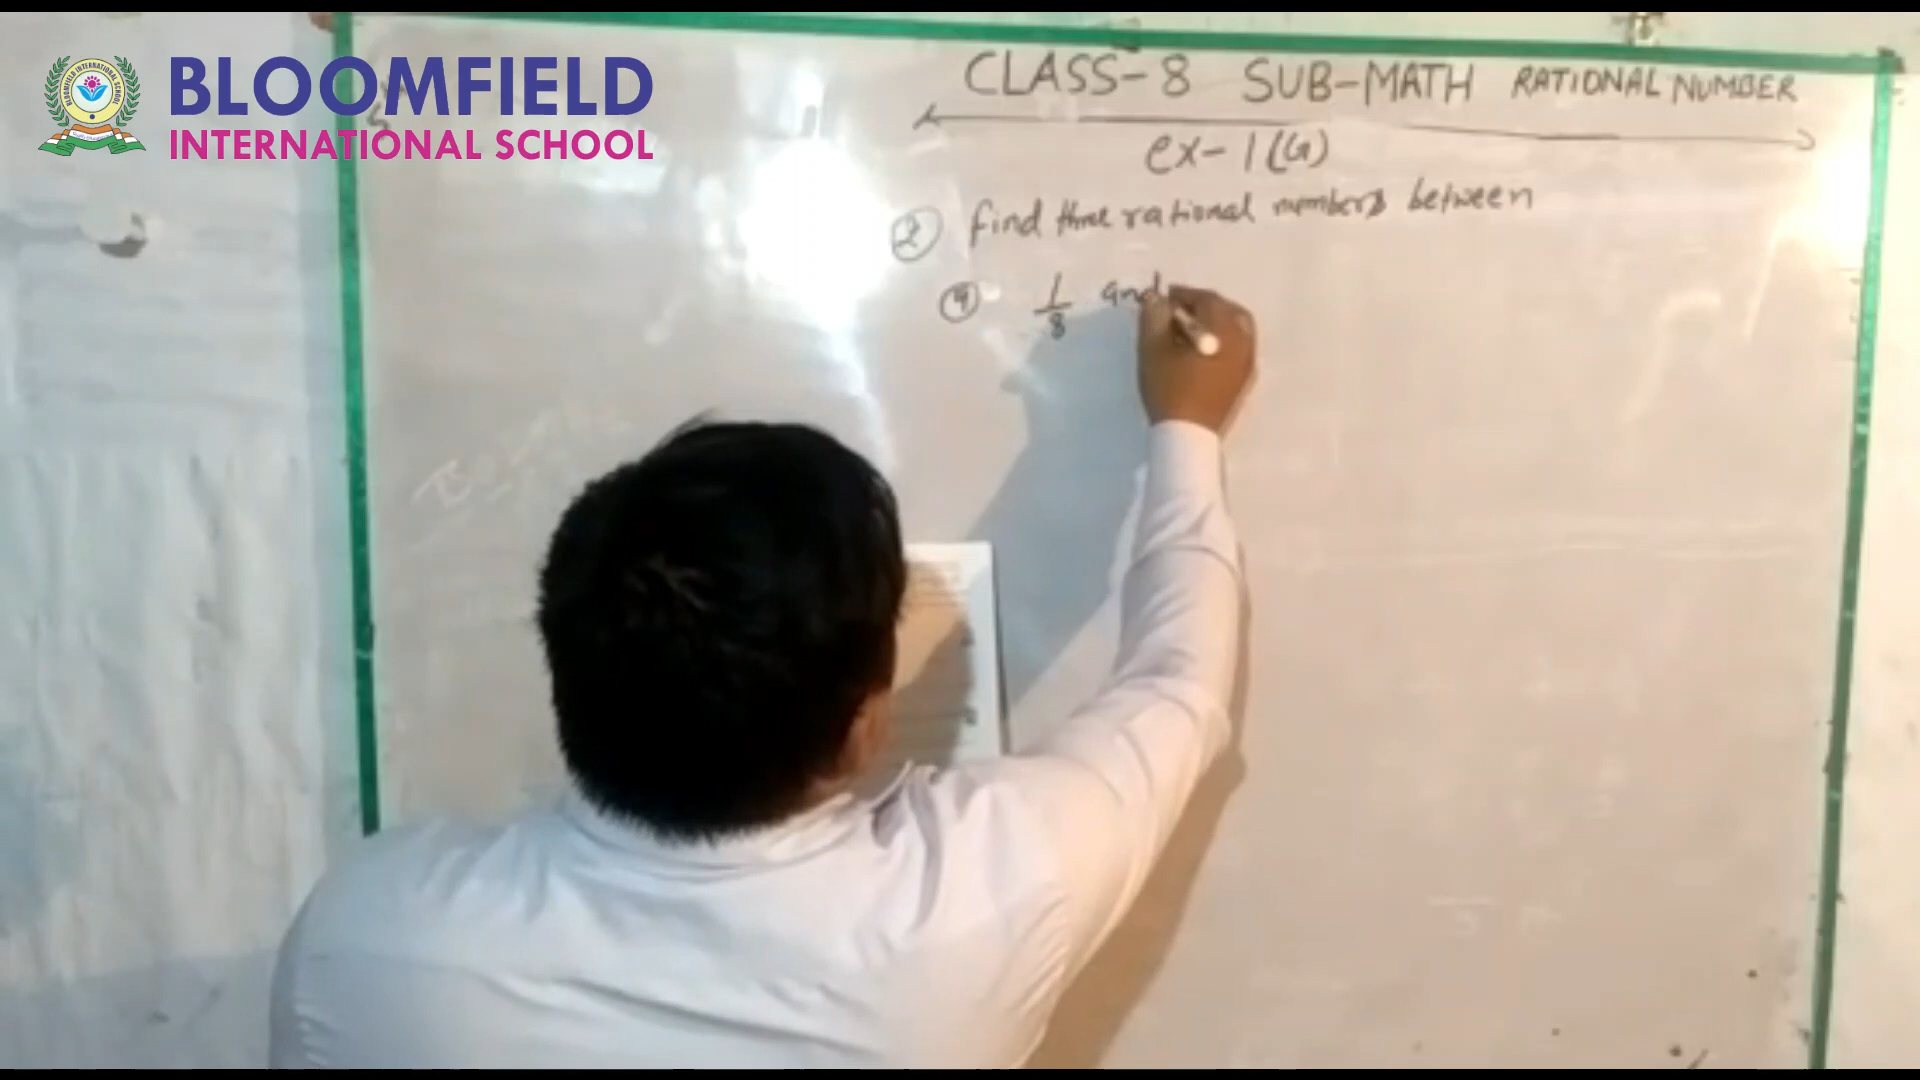 BLOOMFIELD
INTERNATIONAL SCHOOL
CLASS-8 SUB-MATH RATIONAL NUMBER
ex-1(G)
② find three rational numbers between
1/8 and